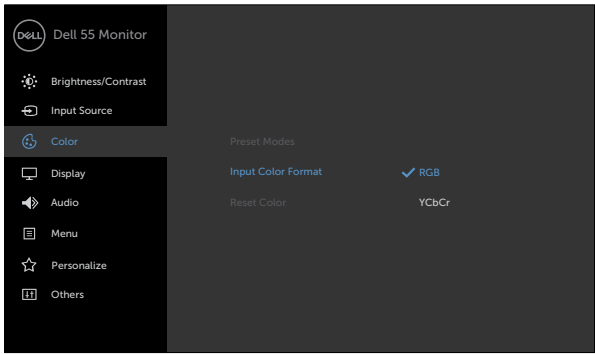 DELL
Dell 55 Monitor
Brightness/Contrast
Input Source
Color
Display
Audio
Menu
Personalize
Others
Preset Modes
Input Color Format
RGB
Reset Color
YCbCr